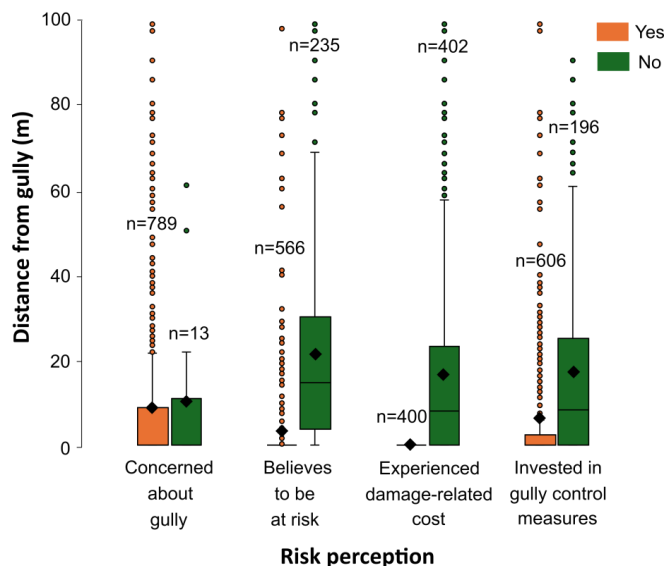 100
80
60
40
20
0
Distance from gully (m)
Yes
No
n=789
n=13
n=566
n=235
n=400
n=402
n=606
n=196
Concerned
about
gully
Believes
to be
at risk
Experienced
damage-related
cost
Invested in
gully control
measures
Risk perception